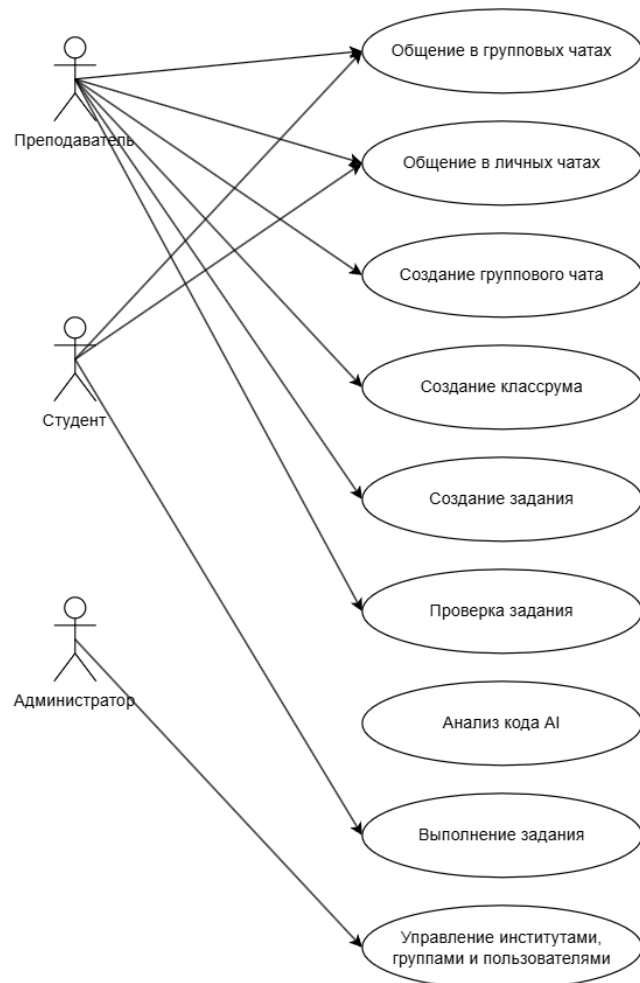 Преподаватель
Студент
Администратор
Общение в групповых чатах
Общение в личных чатах
Создание группового чата
Создание классрума
Создание задания
Проверка задания
Анализ кода AI
Выполнение задания
Управление институтами,
группами и пользователями